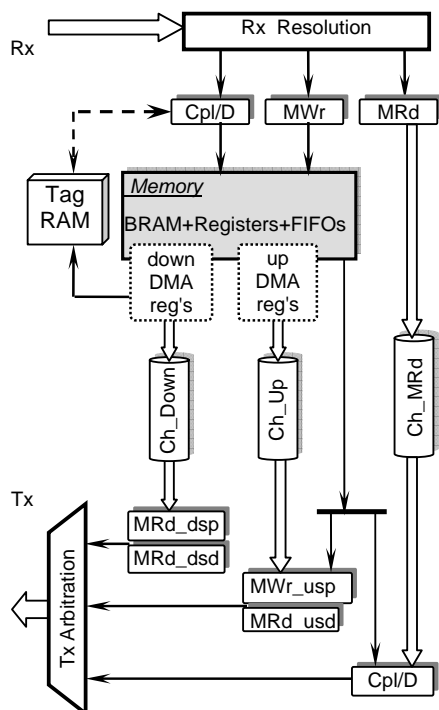 Rx Resolution
Rx
Cpl/D
MWr
MRd
Tag
RAM
Memory
BRAM+Registers+FIFOs
down
DMA
reg's
up
DMA
reg's
Ch_Down
Ch_Up
Ch_MRd
Tx
MRd_dsp
MRd_dsd
Tx Arbitration
MWr_usp
MRd_usd
Cpl/D